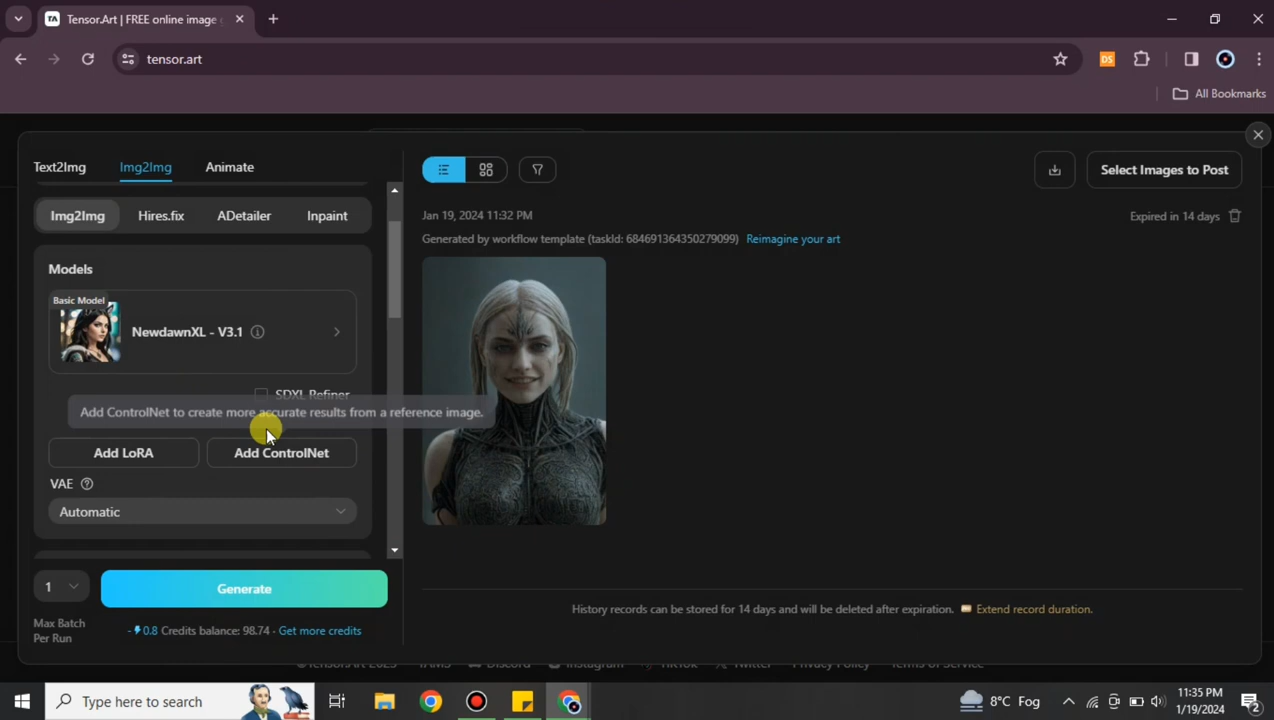 Tensor.Art | FREE online image
tensor.art
DS
All Bookmarks
Text2Img
Img2Img
Animate
Select Images to Post
Img2Img
Hires.fix
ADetailer
Inpaint
Jan 19, 2024 11:32 PM
Expired in 14 days
Generated by workflow template (taskId: 684691364350279099) Reimagine your art
Models
Basic Model
NewdawnXL - V3.1
SDXL Refiner
Add ControlNet to create more accurate results from a reference image.
Add LoRA
Add ControlNet
VAE
Automatic
1
Generate
Max Batch
Per Run
- 0.8 Credits balance: 98.74 - Get more credits
History records can be stored for 14 days and will be deleted after expiration. Extend record duration.
Type here to search
8°C Fog
11:35 PM
1/19/2024
2